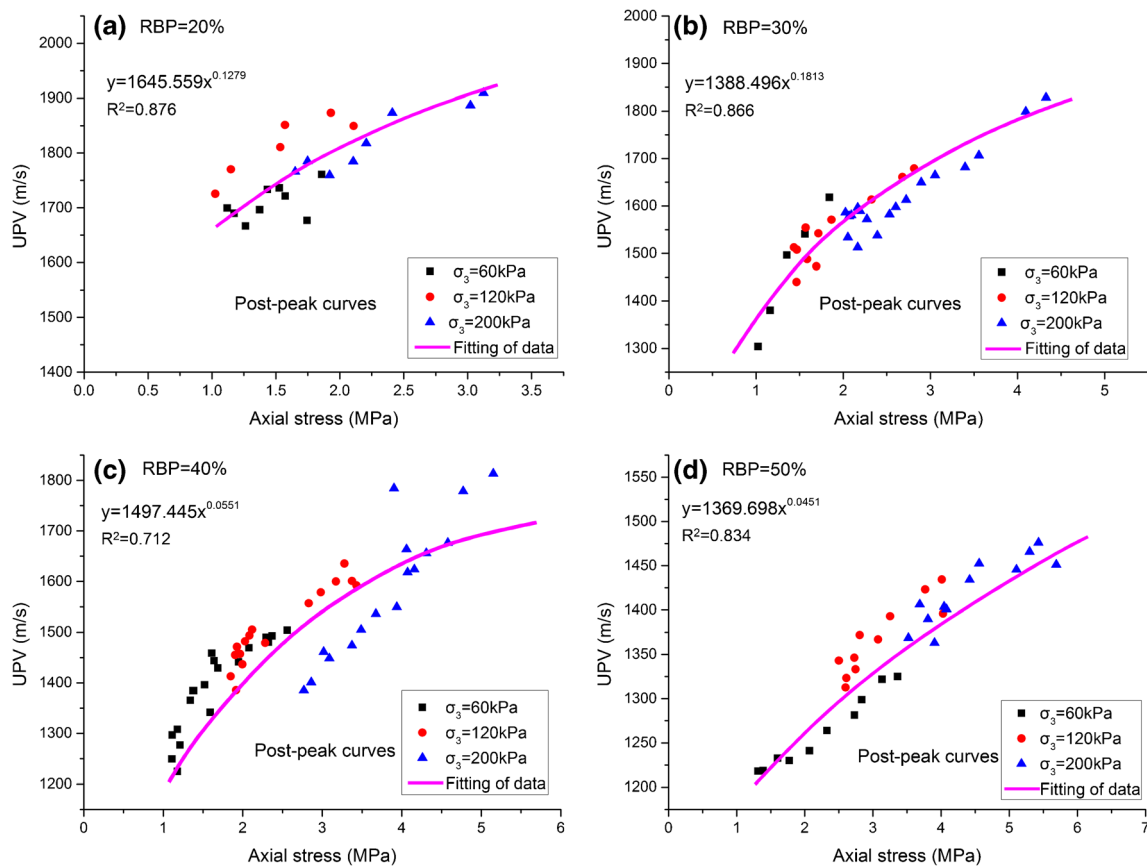 (a) RBP=20%
y=1645.559x^0.1279
R²=0.876
UPV (m/s)
2000
1900
1800
1700
1600
1500
1400
Post-peak curves
σ₃=60kPa
σ₃=120kPa
σ₃=200kPa
Fitting of data
0.0 0.5 1.0 1.5 2.0 2.5 3.0 3.5
Axial stress (MPa)
(b) RBP=30%
y=1388.496x^0.1813
R²=0.866
UPV (m/s)
2000
1900
1800
1700
1600
1500
1400
1300
Post-peak curves
σ₃=60kPa
σ₃=120kPa
σ₃=200kPa
Fitting of data
0 1 2 3 4 5
Axial stress (MPa)
(c) RBP=40%
y=1497.445x^0.0551
R²=0.712
UPV (m/s)
1800
1700
1600
1500
1400
1300
1200
Post-peak curves
σ₃=60kPa
σ₃=120kPa
σ₃=200kPa
Fitting of data
0 1 2 3 4 5 6
Axial stress (MPa)
(d) RBP=50%
y=1369.698x^0.0451
R²=0.834
UPV (m/s)
1575
1550
1500
1450
1400
1350
1300
1250
1200
Post-peak curves
σ₃=60kPa
σ₃=120kPa
σ₃=200kPa
Fitting of data
0 1 2 3 4 5 6 7
Axial stress (MPa)